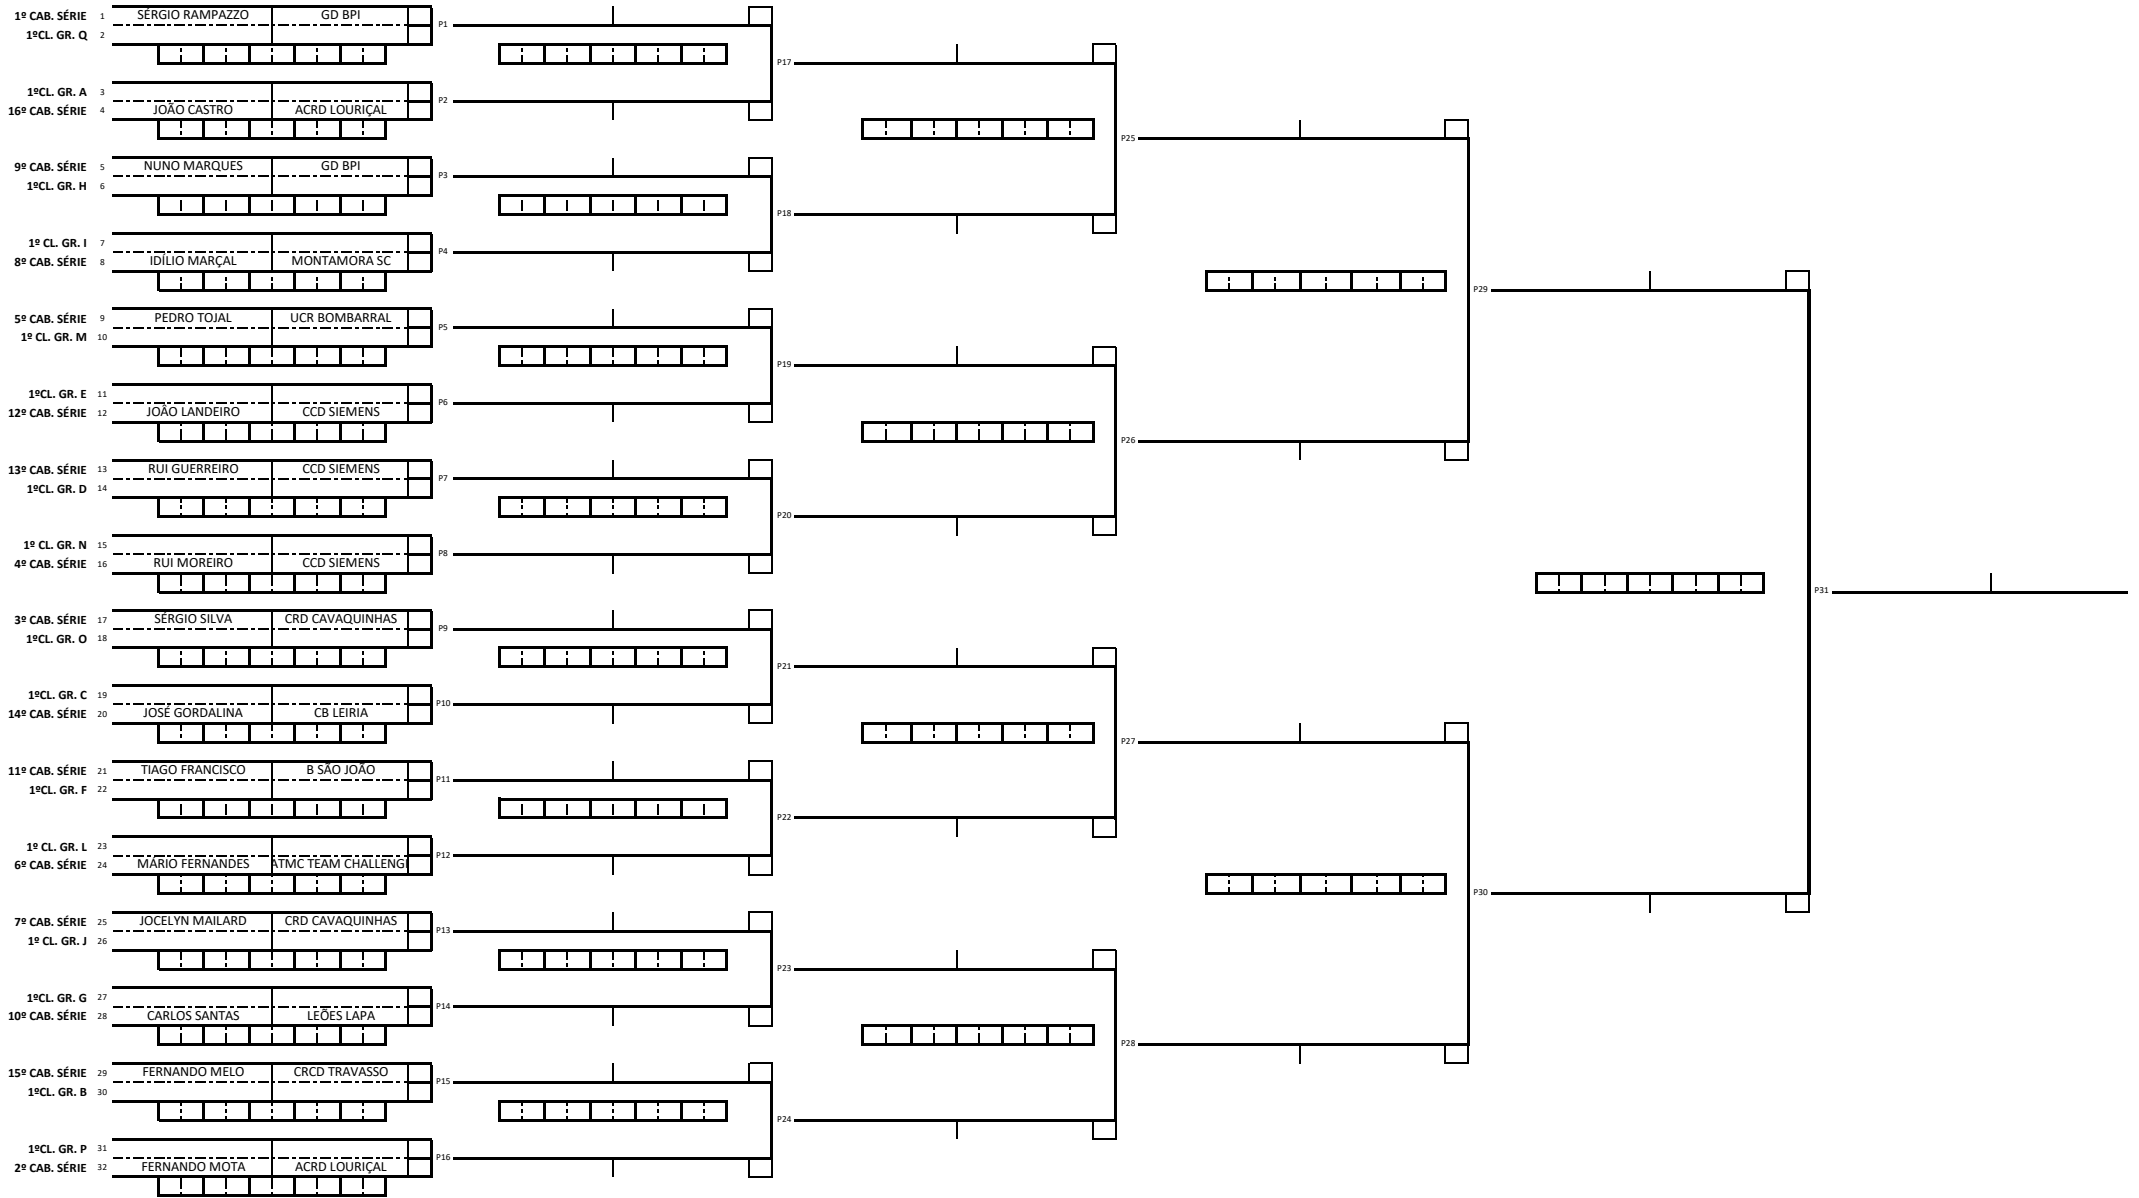 1º CAB. SÉRIE 1 SÉRGIO RAMPAZZO GD BPI
P1
1ºCL. GR. Q 2
P17
1ºCL. GR. A 3
P2
16º CAB. SÉRIE 4 JOÃO CASTRO ACRD LOURIÇAL
P25
9º CAB. SÉRIE 5 NUNO MARQUES GD BPI
P3
1ºCL. GR. H 6
P18
1º CL. GR. I 7
P4
8º CAB. SÉRIE 8 IDÍLIO MARÇAL MONTAMORA SC
P29
5º CAB. SÉRIE 9 PEDRO TOJAL UCR BOMBARRAL
P5
1º CL. GR. M 10
P19
1ºCL. GR. E 11
P6
12º CAB. SÉRIE 12 JOÃO LANDEIRO CCD SIEMENS
P26
13º CAB. SÉRIE 13 RUI GUERREIRO CCD SIEMENS
P7
1ºCL. GR. D 14
P20
1º CL. GR. N 15
P8
4º CAB. SÉRIE 16 RUI MOREIRO CCD SIEMENS
P31
3º CAB. SÉRIE 17 SÉRGIO SILVA CRD CAVAQUINHAS
P9
1ºCL. GR. O 18
P21
1ºCL. GR. C 19
P10
14º CAB. SÉRIE 20 JOSÉ GORDALINA CB LEIRIA
P27
11º CAB. SÉRIE 21 TIAGO FRANCISCO B SÃO JOÃO
P11
1ºCL. GR. F 22
P22
1º CL. GR. L 23
P12
6º CAB. SÉRIE 24 MÁRIO FERNANDES ATMC TEAM CHALLENGE
P30
7º CAB. SÉRIE 25 JOCELYN MAILARD CRD CAVAQUINHAS
P13
1º CL. GR. J 26
P23
1ºCL. GR. G 27
P14
10º CAB. SÉRIE 28 CARLOS SANTAS LEÕES LAPA
P28
15º CAB. SÉRIE 29 FERNANDO MELO CRCD TRAVASSO
P15
1ºCL. GR. B 30
P24
1ºCL. GR. P 31
P16
2º CAB. SÉRIE 32 FERNANDO MOTA ACRD LOURIÇAL